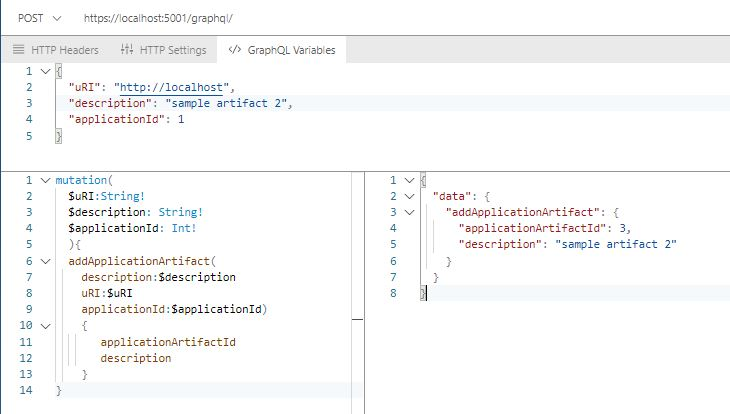 POST https://localhost:5001/graphql/
HTTP Headers HTTP Settings </> GraphQL Variables
1 {
2 "uRI": "http://localhost",
3 "description": "sample artifact 2",
4 "applicationId": 1
5 }
1 mutation(
2 $uRI:String!
3 $description: String!
4 $applicationId: Int!
5 ){
6 addApplicationArtifact(
7 description:$description
8 uRI:$uRI
9 applicationId:$applicationId)
10 {
11 applicationArtifactId
12 description
13 }
14 }
1 {
2 "data": {
3 "addApplicationArtifact": {
4 "applicationArtifactId": 3,
5 "description": "sample artifact 2"
6 }
7 }
8 }